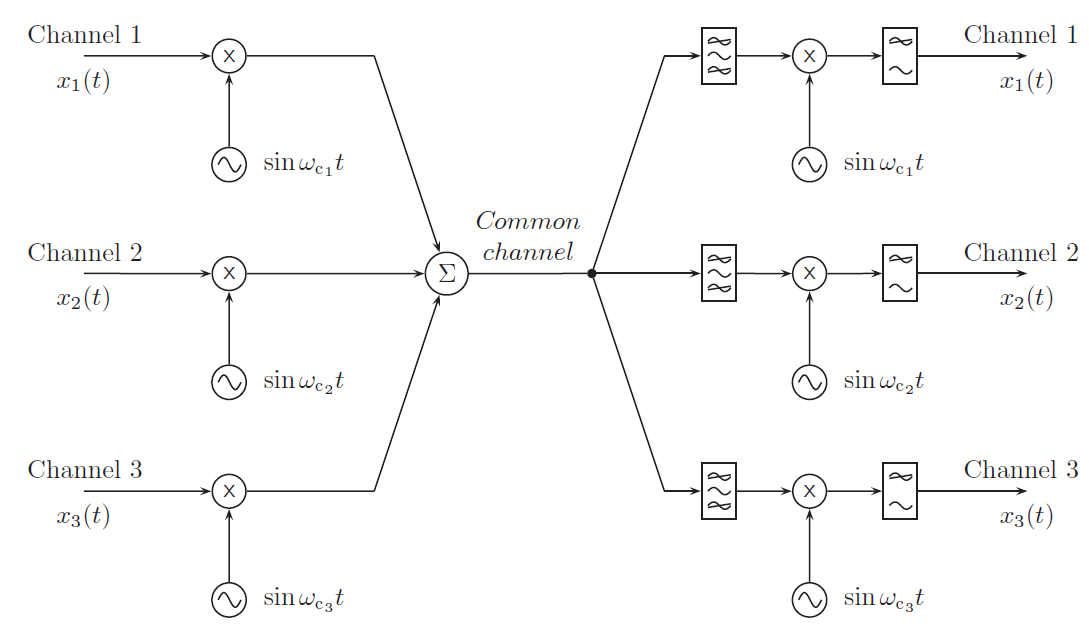 Channel 1
x₁(t)
x
sin ω_c₁ t
Channel 2
x₂(t)
x
sin ω_c₂ t
Channel 3
x₃(t)
x
sin ω_c₃ t
Σ
Common
channel
x
sin ω_c₁ t
Channel 1
x₁(t)
x
sin ω_c₂ t
Channel 2
x₂(t)
x
sin ω_c₃ t
Channel 3
x₃(t)